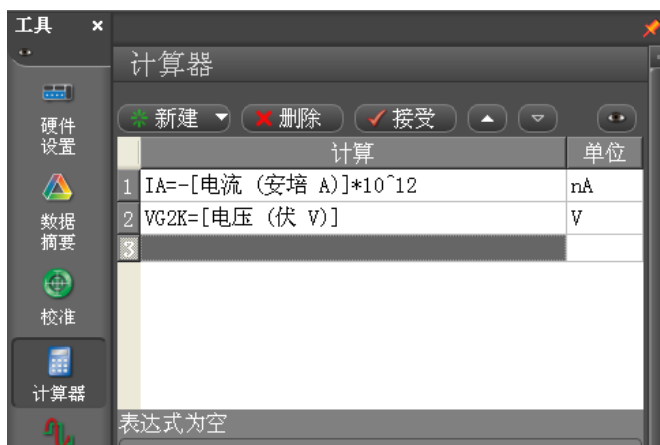 工具 ×
硬件
设置
数据
摘要
校准
计算器
计算器
新建 删除 接受
计算 单位
1 IA=-[电流 (安培 A)]*10^12 nA
2 VG2K=[电压 (伏 V)] V
3
表达式为空